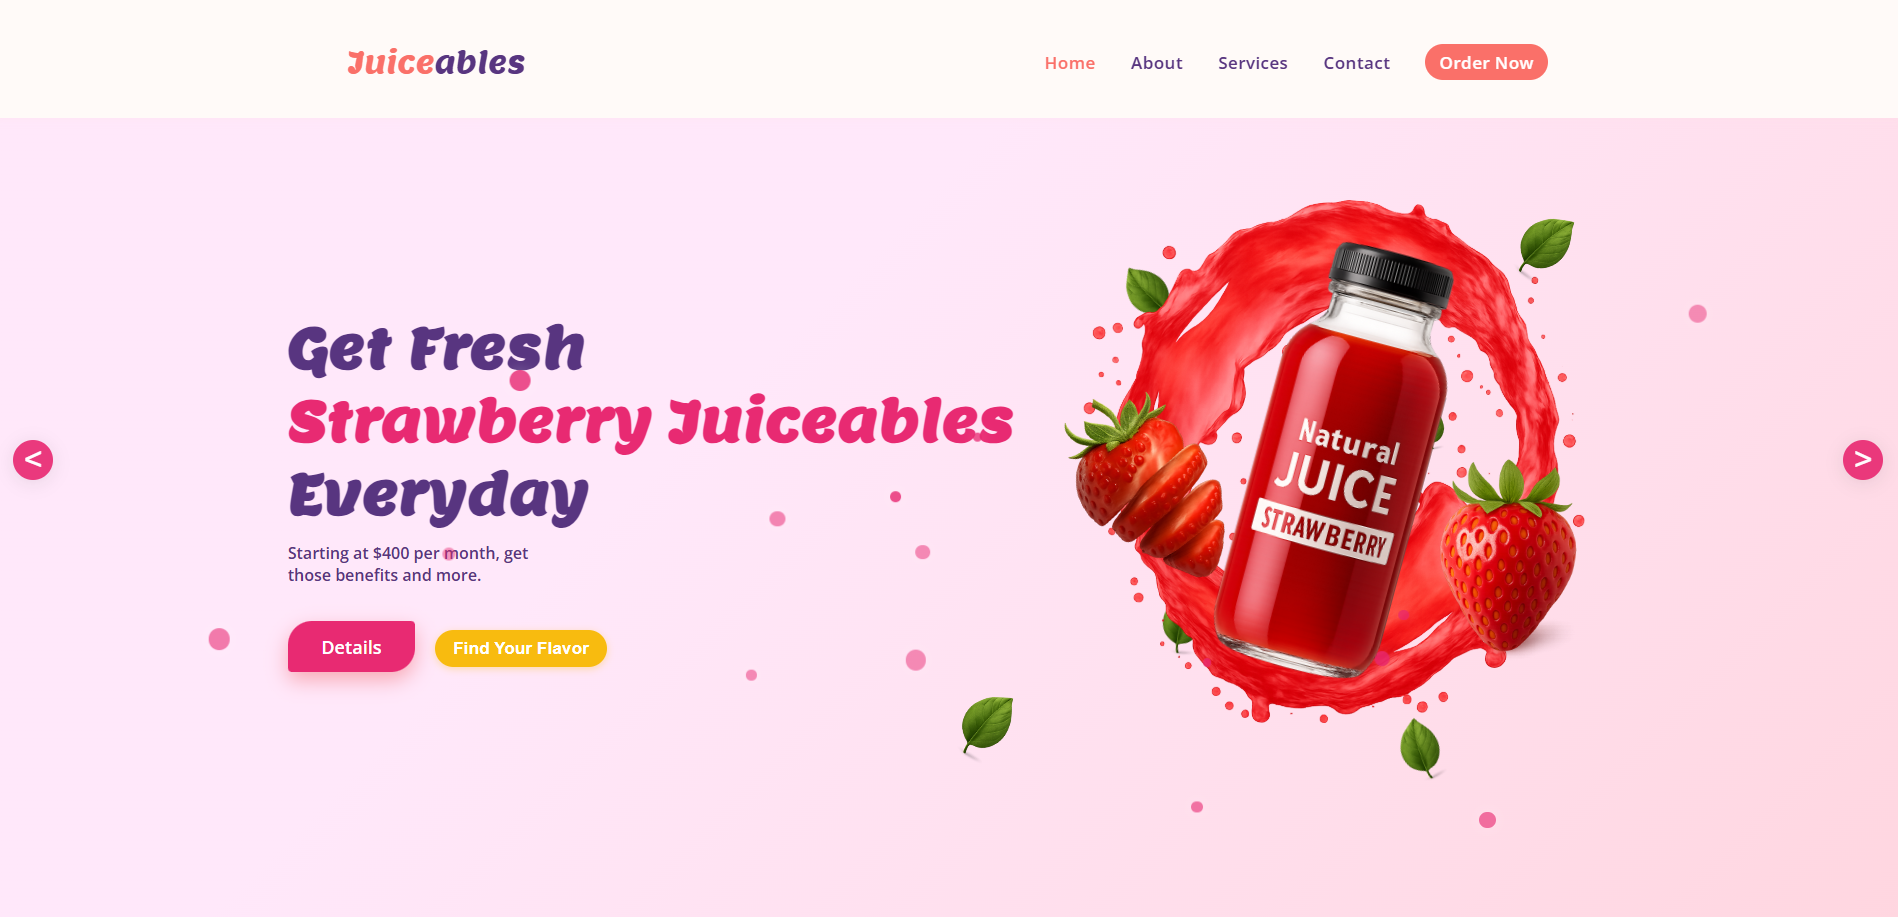 Juiceables
Home About Services Contact Order Now
Get Fresh
Strawberry Juiceables
Everyday
Starting at $400 per month, get
those benefits and more.
Details Find Your Flavor
< >
Natural
JUICE
STRAWBERRY